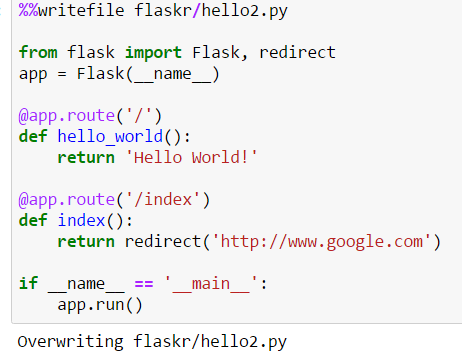 %%writefile flaskr/hello2.py
from flask import Flask, redirect
app = Flask(__name__)
@app.route('/')
def hello_world():
    return 'Hello World!'
@app.route('/index')
def index():
    return redirect('http://www.google.com')
if __name__ == '__main__':
    app.run()
Overwriting flaskr/hello2.py